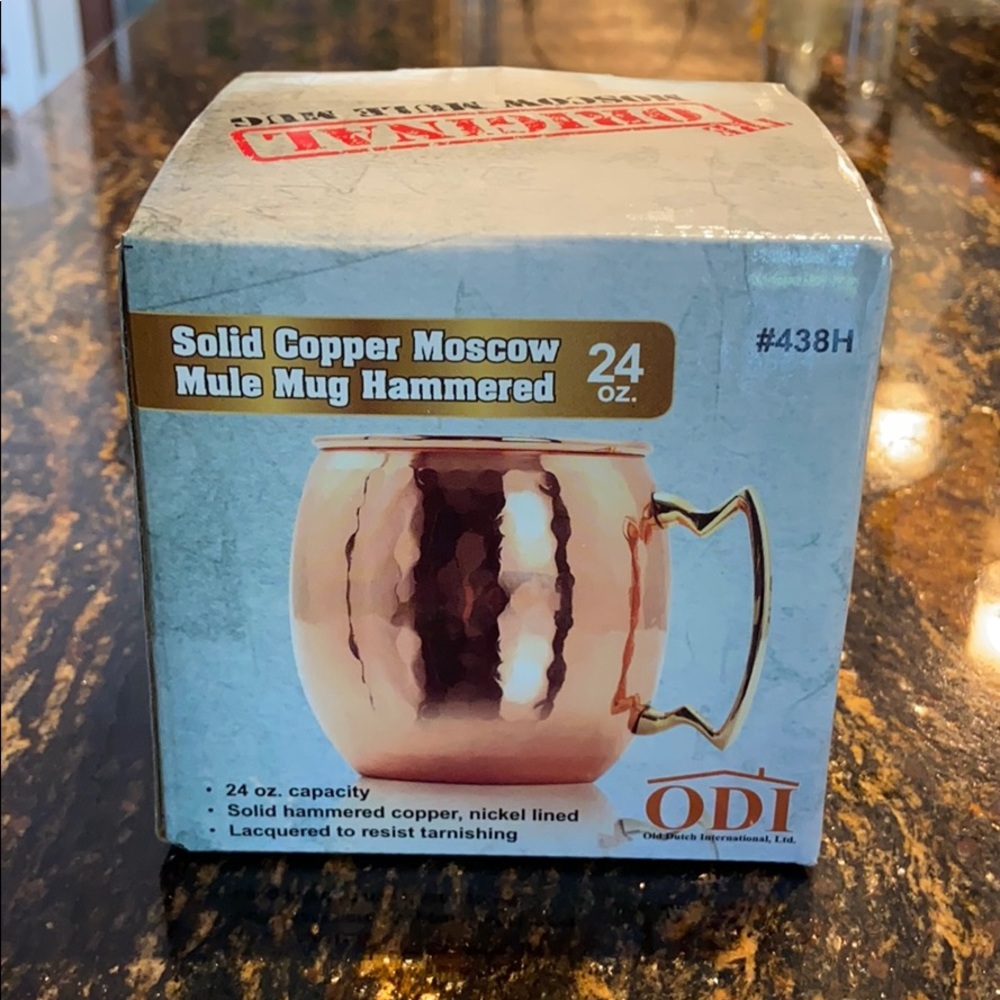 THE ORIGINAL
MOSCOW MULE MUG
Solid Copper Moscow
Mule Mug Hammered
24
OZ.
#438H
• 24 oz. capacity
• Solid hammered copper, nickel lined
• Lacquered to resist tarnishing
ODI
Old Dutch International, Ltd.